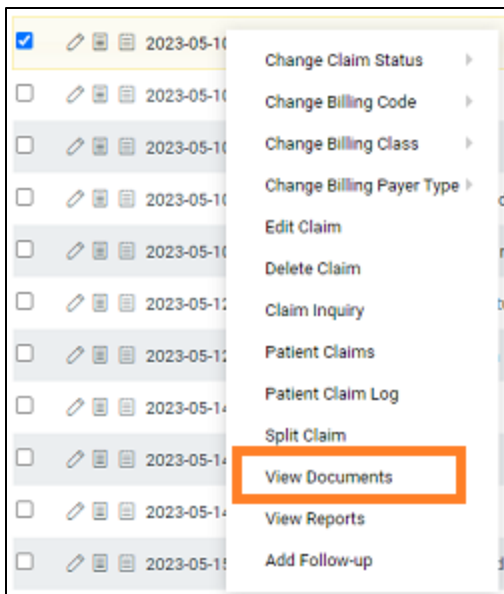 2023-05-10
Change Claim Status
2023-05-10
Change Billing Code
2023-05-10
Change Billing Class
2023-05-10
Change Billing Payer Type
Edit Claim
2023-05-10
Delete Claim
2023-05-12
Claim Inquiry
2023-05-12
Patient Claims
2023-05-14
Patient Claim Log
Split Claim
2023-05-14
View Documents
2023-05-14
View Reports
2023-05-15
Add Follow-up